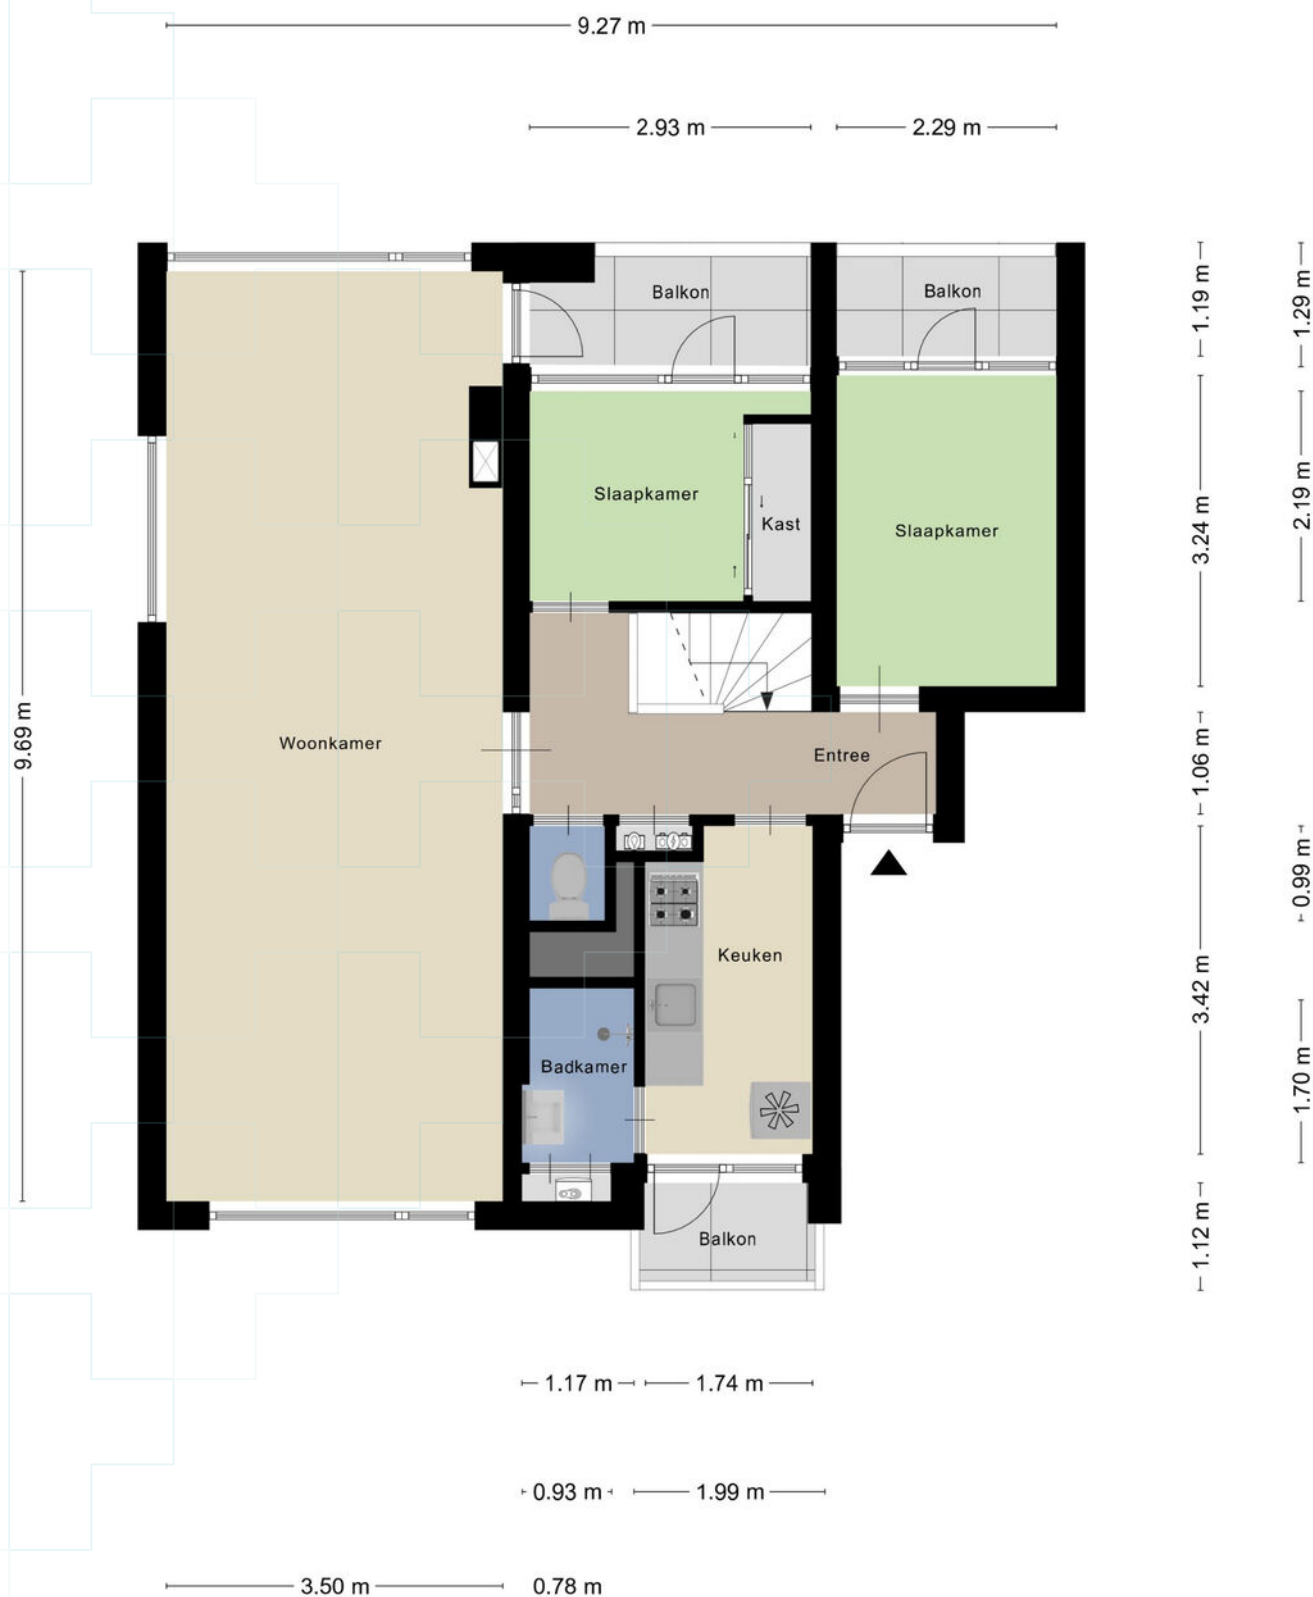 9.27 m
2.93 m
2.29 m
Balkon
Balkon
1.19 m
1.29 m
Slaapkamer
Kast
Slaapkamer
3.24 m
2.19 m
9.69 m
Woonkamer
Entree
1.06 m
Keuken
0.99 m
3.42 m
Badkamer
1.70 m
Balkon
1.12 m
1.17 m
1.74 m
0.93 m
1.99 m
3.50 m
0.78 m